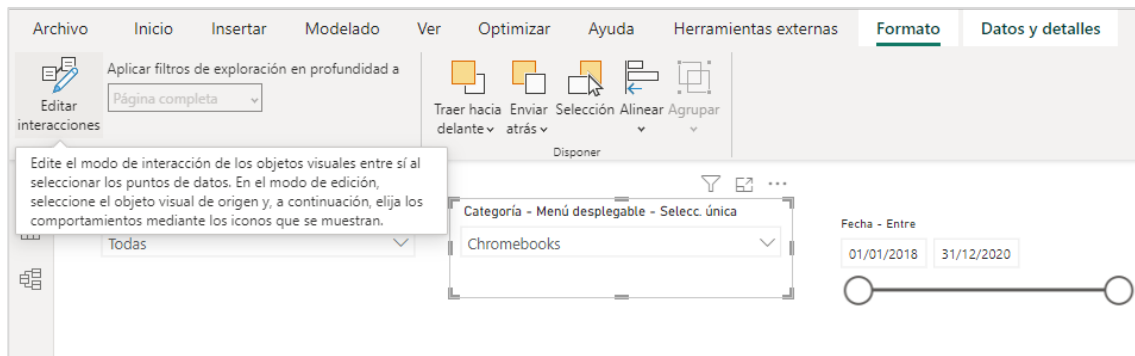 Archivo Inicio Insertar Modelado Ver Optimizar Ayuda Herramientas externas Formato Datos y detalles
Editar
interacciones
Aplicar filtros de exploración en profundidad a
Página completa
Traer hacia
delante
Enviar
atrás
Selección
Alinear
Agrupar
Disponer
Edite el modo de interacción de los objetos visuales entre sí al
seleccionar los puntos de datos. En el modo de edición,
seleccione el objeto visual de origen y, a continuación, elija los
comportamientos mediante los iconos que se muestran.
Todas
Categoría - Menú desplegable - Selecc. única
Chromebooks
Fecha - Entre
01/01/2018 31/12/2020